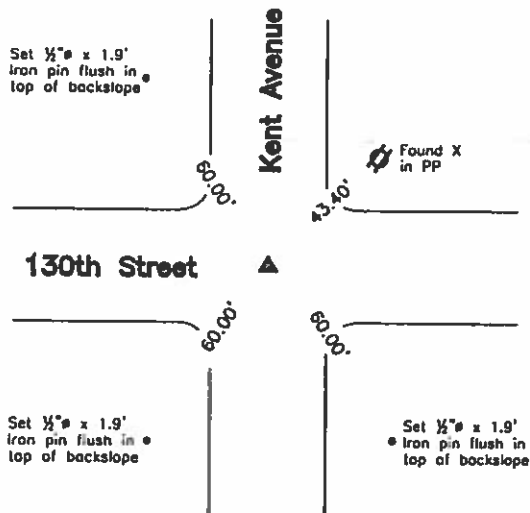 Set ½"ø x 1.9'
Iron pin flush in
top of backslope
Kent Avenue
Found X
in PP
60.00'
43.40'
130th Street
60.00'
60.00'
Set ½"ø x 1.9'
Iron pin flush in
top of backslope
Set ½"ø x 1.9'
Iron pin flush in
top of backslope